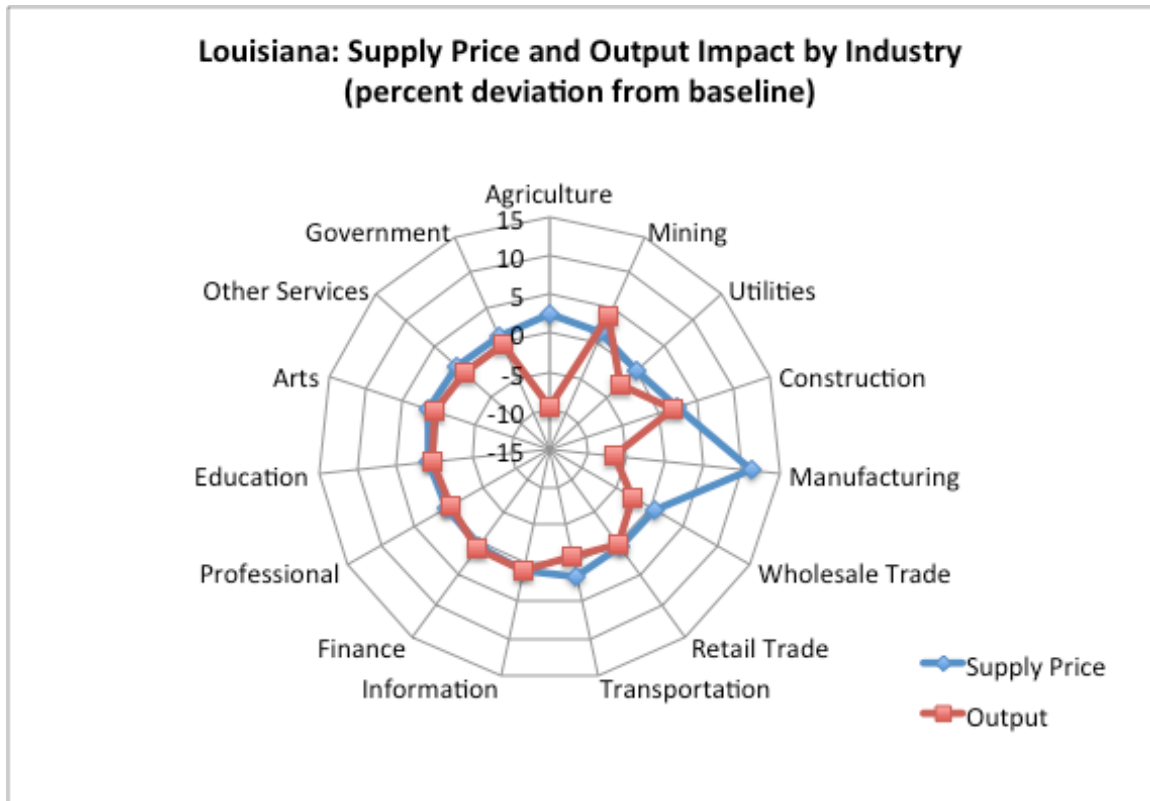 Louisiana: Supply Price and Output Impact by Industry
(percent deviation from baseline)
Agriculture
Mining
Utilities
Construction
Manufacturing
Wholesale Trade
Retail Trade
Transportation
Information
Finance
Professional
Education
Arts
Other Services
Government
15
10
5
0
-5
-10
-15
Supply Price
Output